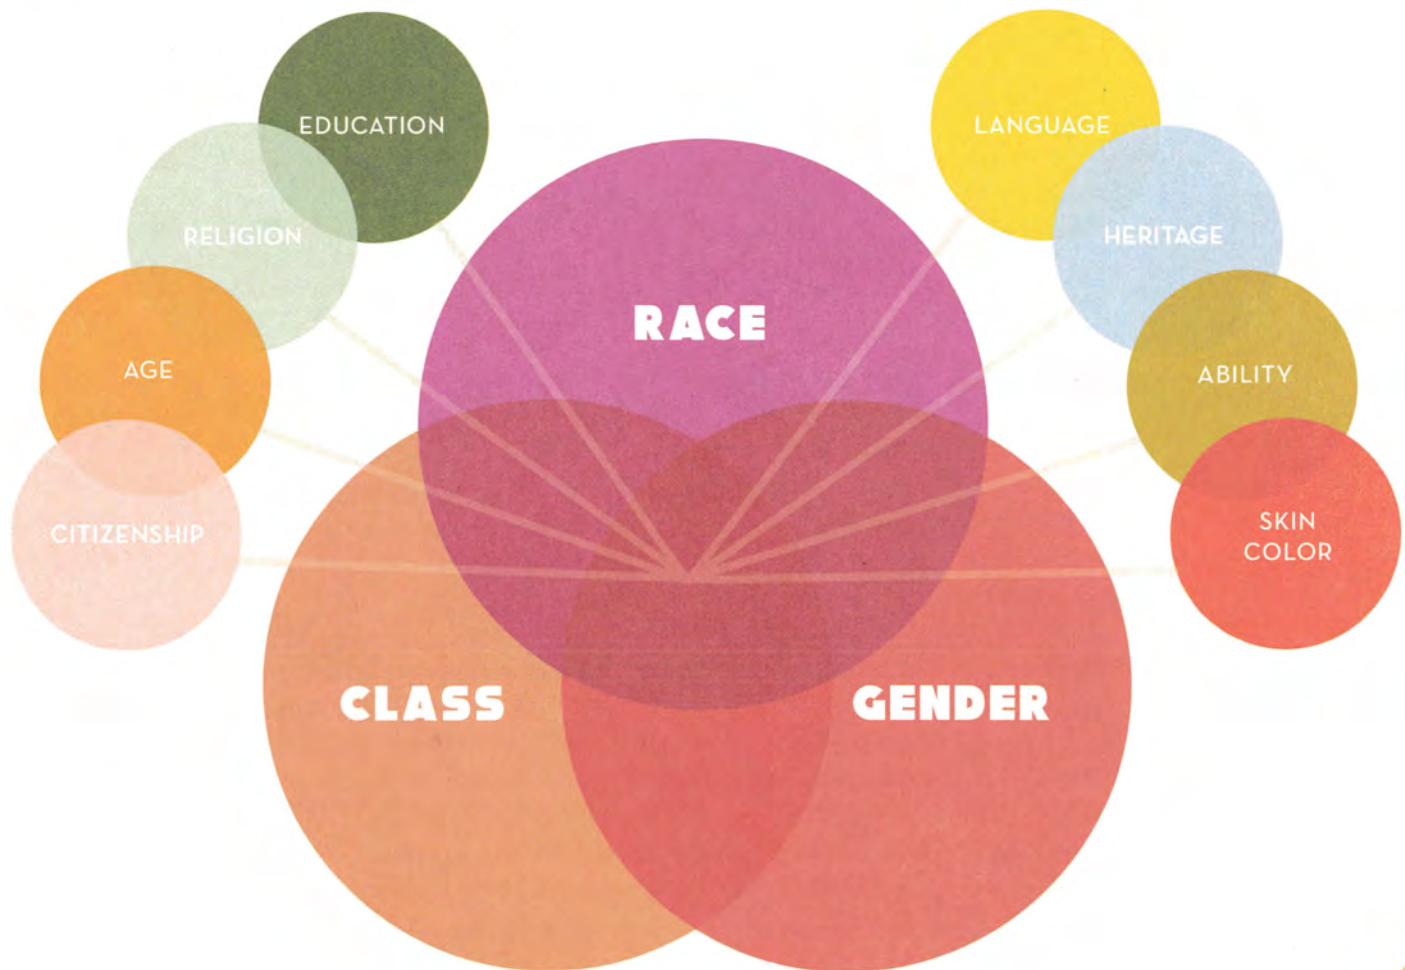 EDUCATION
LANGUAGE
RELIGION
HERITAGE
RACE
AGE
ABILITY
CITIZENSHIP
SKIN
COLOR
CLASS
GENDER